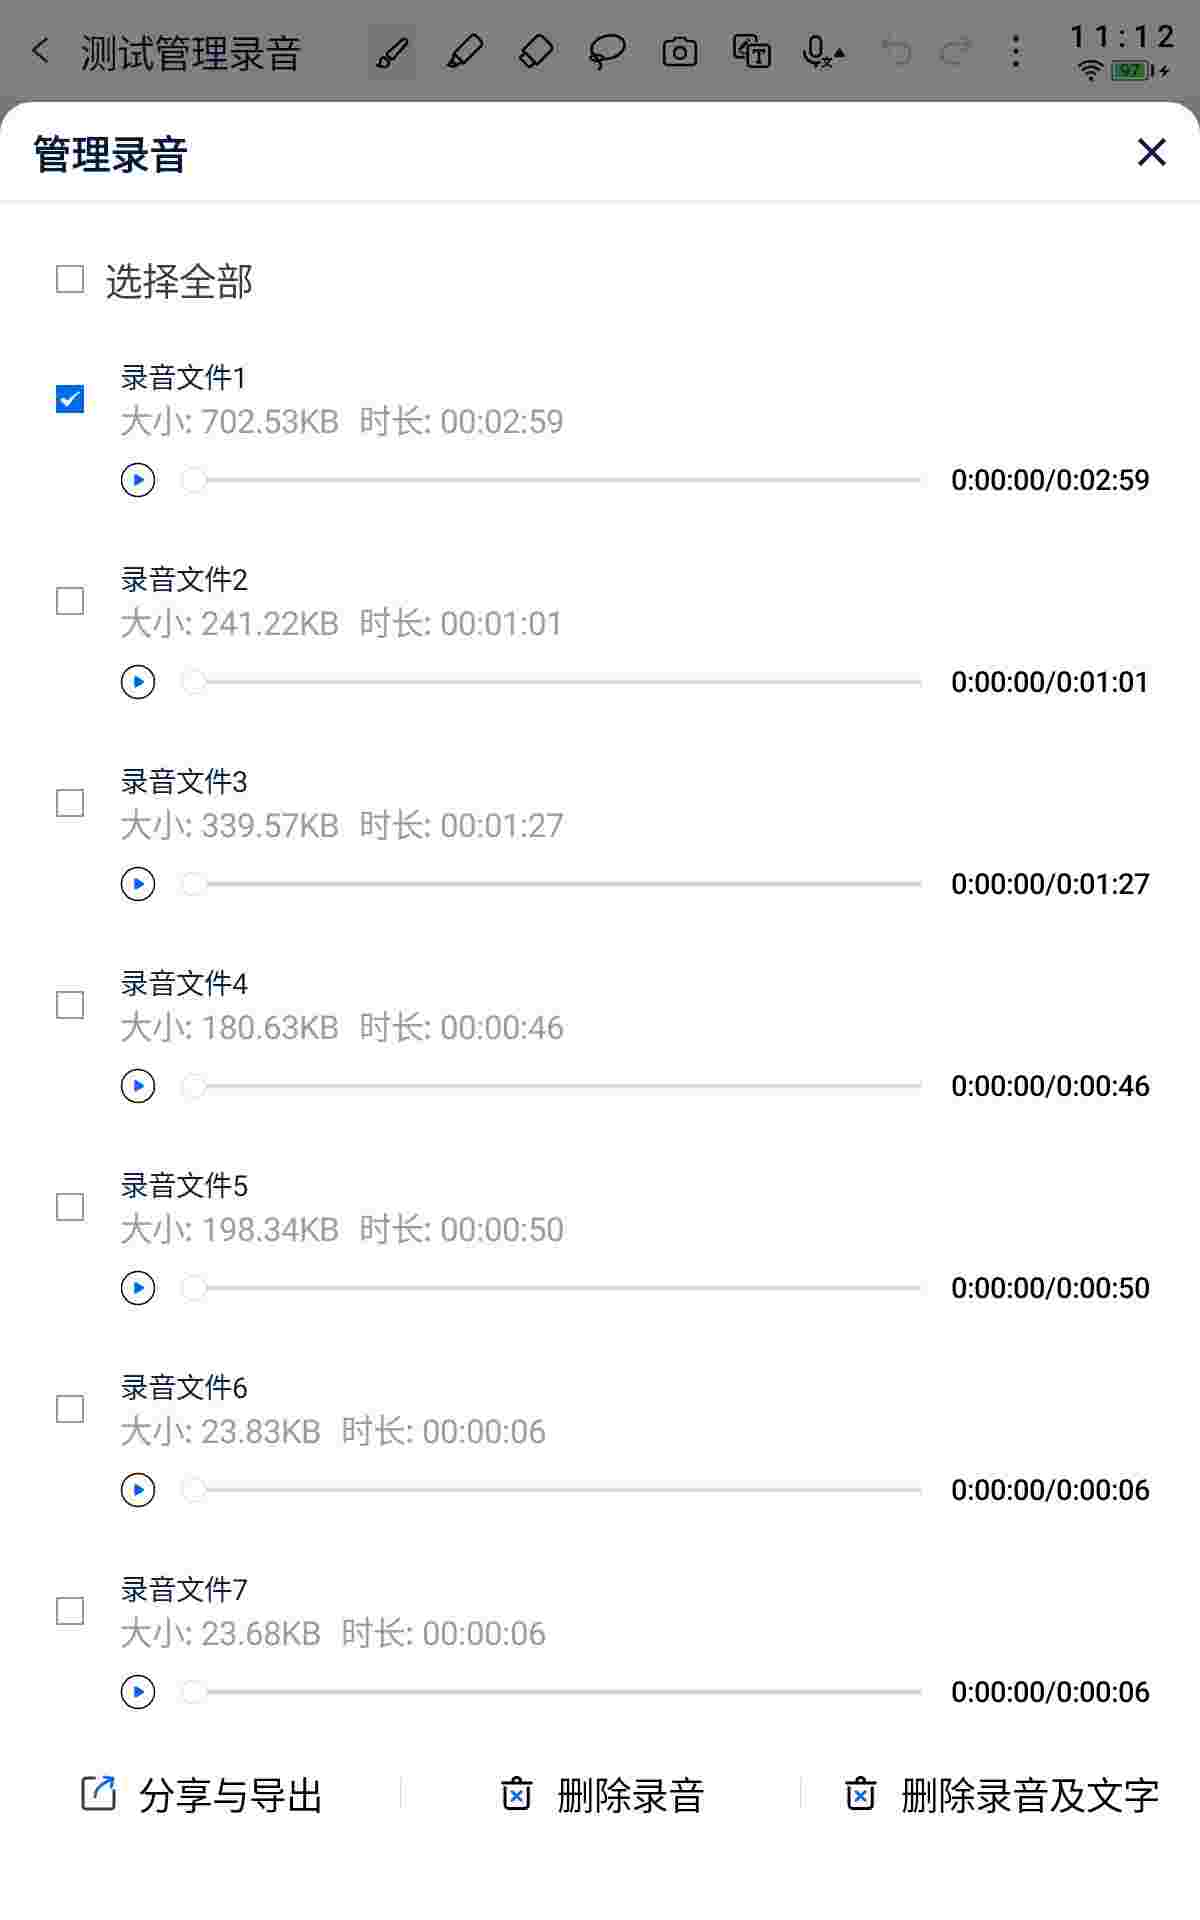 测试管理录音
11:12
97
管理录音
选择全部
录音文件1
大小: 702.53KB 时长: 00:02:59
0:00:00/0:02:59
录音文件2
大小: 241.22KB 时长: 00:01:01
0:00:00/0:01:01
录音文件3
大小: 339.57KB 时长: 00:01:27
0:00:00/0:01:27
录音文件4
大小: 180.63KB 时长: 00:00:46
0:00:00/0:00:46
录音文件5
大小: 198.34KB 时长: 00:00:50
0:00:00/0:00:50
录音文件6
大小: 23.83KB 时长: 00:00:06
0:00:00/0:00:06
录音文件7
大小: 23.68KB 时长: 00:00:06
0:00:00/0:00:06
分享与导出 删除录音 删除录音及文字